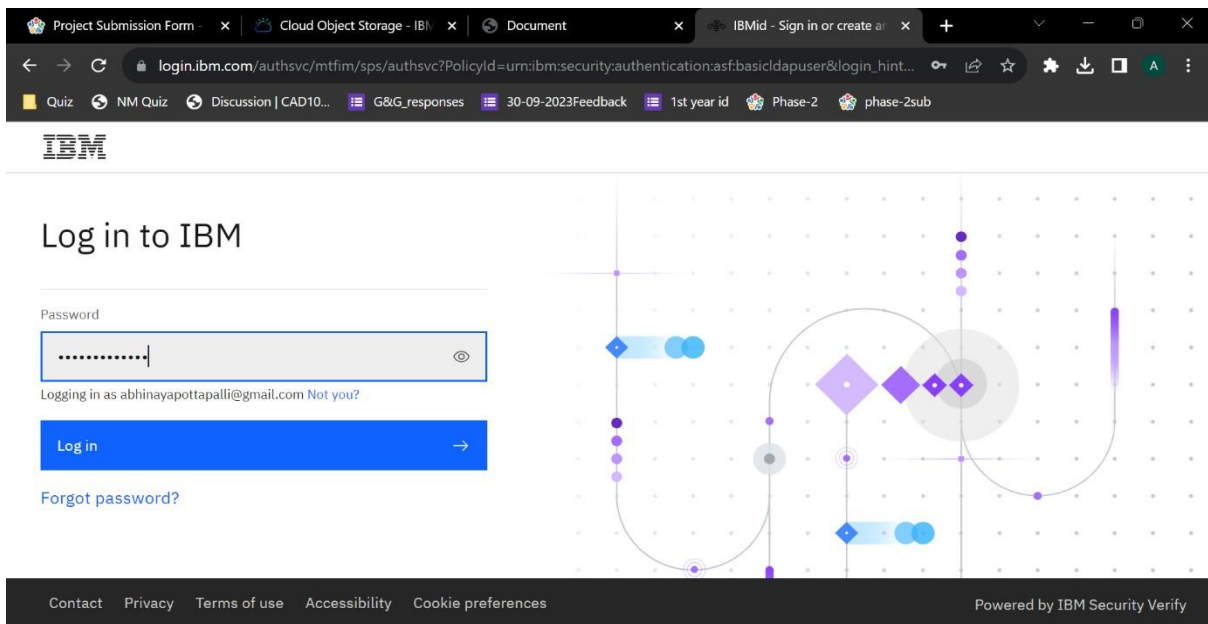 Project Submission Form -
Cloud Object Storage - IBM
Document
IBMid - Sign in or create an
login.ibm.com/authsvc/mtfim/sps/authsvc?PolicyId=urn:ibm:security:authentication:asf:basicldapuser&login_hint...
A
Quiz NM Quiz Discussion | CAD10... G&G_responses 30-09-2023Feedback 1st year id Phase-2 phase-2sub
IBM
Log in to IBM
Password
•••••••••••••
Logging in as abhinayapottapalli@gmail.com Not you?
Log in
Forgot password?
Contact Privacy Terms of use Accessibility Cookie preferences
Powered by IBM Security Verify